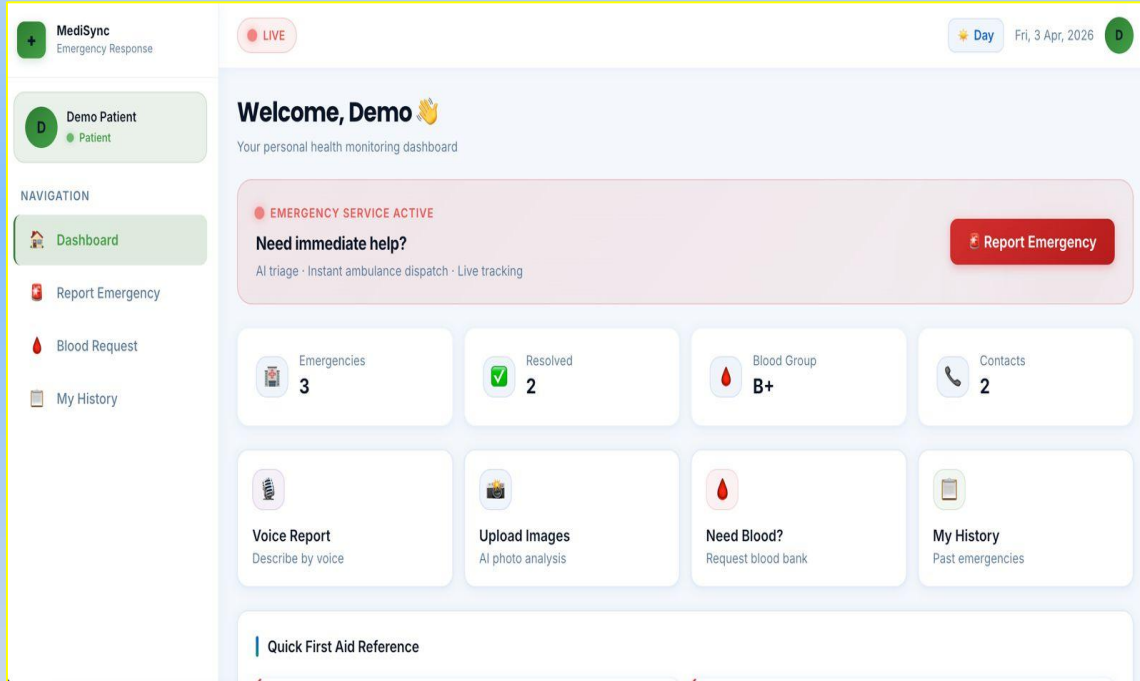 MediSync
Emergency Response
LIVE
Day
Fri, 3 Apr, 2026
D
D
Demo Patient
Patient
NAVIGATION
Dashboard
Report Emergency
Blood Request
My History
Welcome, Demo
Your personal health monitoring dashboard
EMERGENCY SERVICE ACTIVE
Need immediate help?
AI triage · Instant ambulance dispatch · Live tracking
Report Emergency
Emergencies
3
Resolved
2
Blood Group
B+
Contacts
2
Voice Report
Describe by voice
Upload Images
AI photo analysis
Need Blood?
Request blood bank
My History
Past emergencies
Quick First Aid Reference